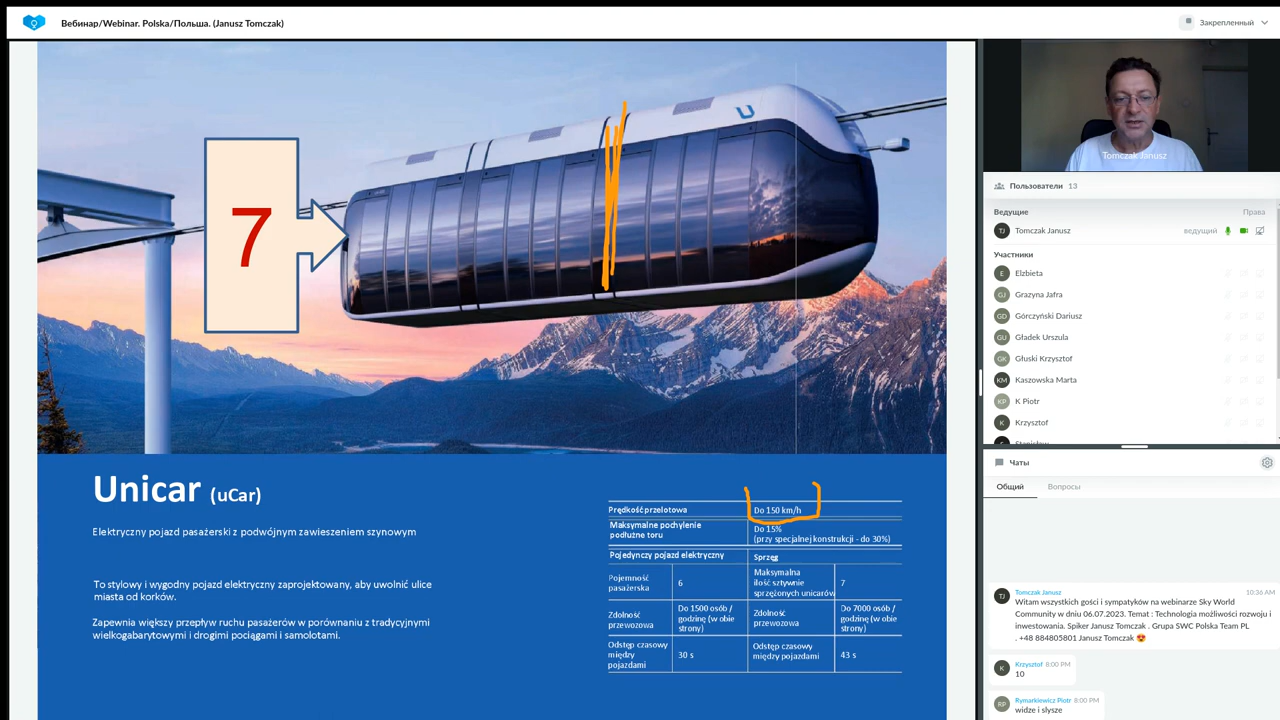 Вебинар/Webinar. Polska/Польша. (Janusz Tomczak)
Закрепленный
7
Unicar (uCar)
Elektryczny pojazd pasażerski z podwójnym zawieszeniem szynowym
To stylowy i wygodny pojazd elektryczny zaprojektowany, aby uwolnić ulice
miasta od korków.
Zapewnia większy przepływ ruchu pasażerów w porównaniu z tradycyjnymi
wielkogabarytowymi i drogimi pociągami i samolotami.
Prędkość przelotowa Do 150 km/h
Maksymalne pochylenie
podłużne toru
Do 15%
(przy specjalnej konstrukcji - do 30%)
Pojedynczy pojazd elektryczny Sprzęg
Pojemność
pasażerska
6
Maksymalna
ilość sztywnie
sprzężonych unicarów
7
Zdolność
przewozowa
Do 1500 osób /
godzinę (w obie
strony)
Zdolność
przewozowa
Do 7000 osób /
godzinę (w obie
strony)
Odstęp czasowy
między
pojazdami
30 s
Odstęp czasowy
między pojazdami
43 s
Tomczak Janusz
Пользователи 13
Ведущие Права
TJ Tomczak Janusz ведущий
Участники
E Elzbieta
GJ Grazyna Jafra
GD Górczyński Dariusz
GU Gładek Urszula
GK Głuski Krzysztof
KM Kaszowska Marta
KP K Piotr
K Krzysztof
Чаты
Общий Вопросы
TJ Tomczak Janusz 10:36 AM
Witam wszystkich gości i sympatyków na webinarze Sky World
Community w dniu 06.07.2023. Temat : Technologia możliwości rozwoju i
inwestowania. Spiker Janusz Tomczak . Grupa SWC Polska Team PL
. +48 884805801 Janusz Tomczak 😍
K Krzysztof 8:00 PM
10
RP Rymarkiewicz Piotr 8:00 PM
widze i slysze